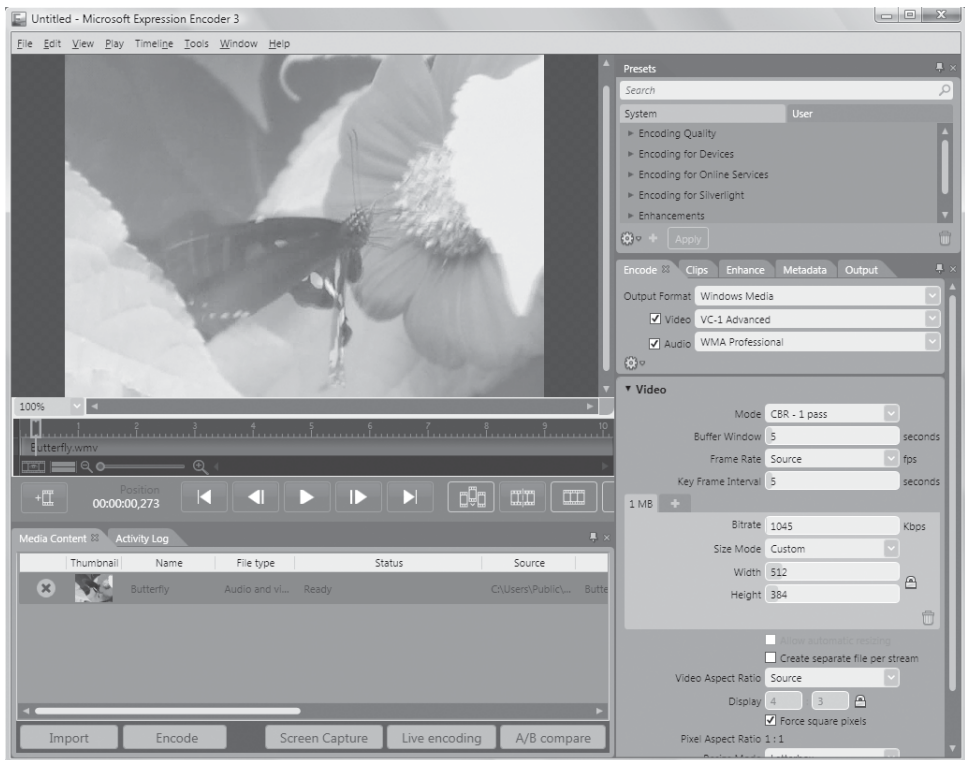 Untitled - Microsoft Expression Encoder 3
File Edit View Play Timeline Tools Window Help
Presets
Search
System User
Encoding Quality
Encoding for Devices
Encoding for Online Services
Encoding for Silverlight
Enhancements
Apply
Encode Clips Enhance Metadata Output
Output Format Windows Media
Video VC-1 Advanced
Audio WMA Professional
Video
Mode CBR - 1 pass
Buffer Window 5 seconds
Frame Rate Source fps
Key Frame Interval 5 seconds
1 MB
Bitrate 1045 Kbps
Size Mode Custom
Width 512
Height 384
Allow automatic resizing
Create separate file per stream
Video Aspect Ratio Source
Display 4 3
Force square pixels
Pixel Aspect Ratio 1 : 1
Resize Mode Letterbox
100%
1 2 3 4 5 6 7 8 9 10
Butterfly.wmv
Position
00:00:00,273
Media Content Activity Log
Thumbnail Name File type Status Source
Butterfly Audio and vi... Ready C:\Users\Public\... Butte
Import Encode Screen Capture Live encoding A/B compare